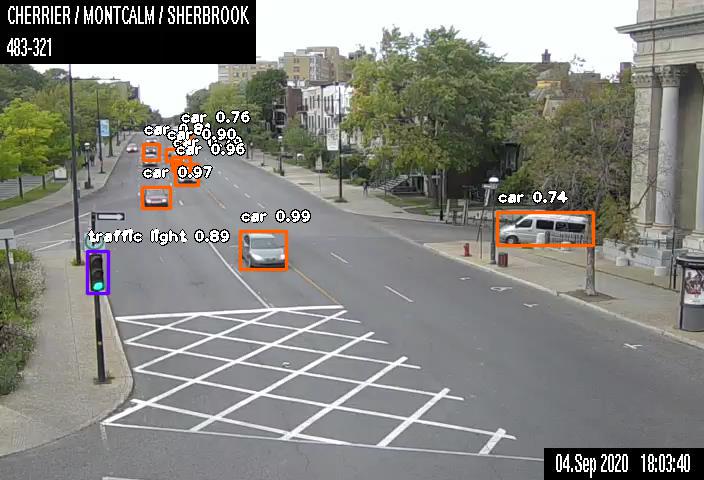 CHERRIER / MONTCALM / SHERBROOK
483-321
car 0.76
car 0.90
car 0.96
car 0.97
car 0.74
car 0.99
traffic light 0.89
04.Sep 2020 18:03:40